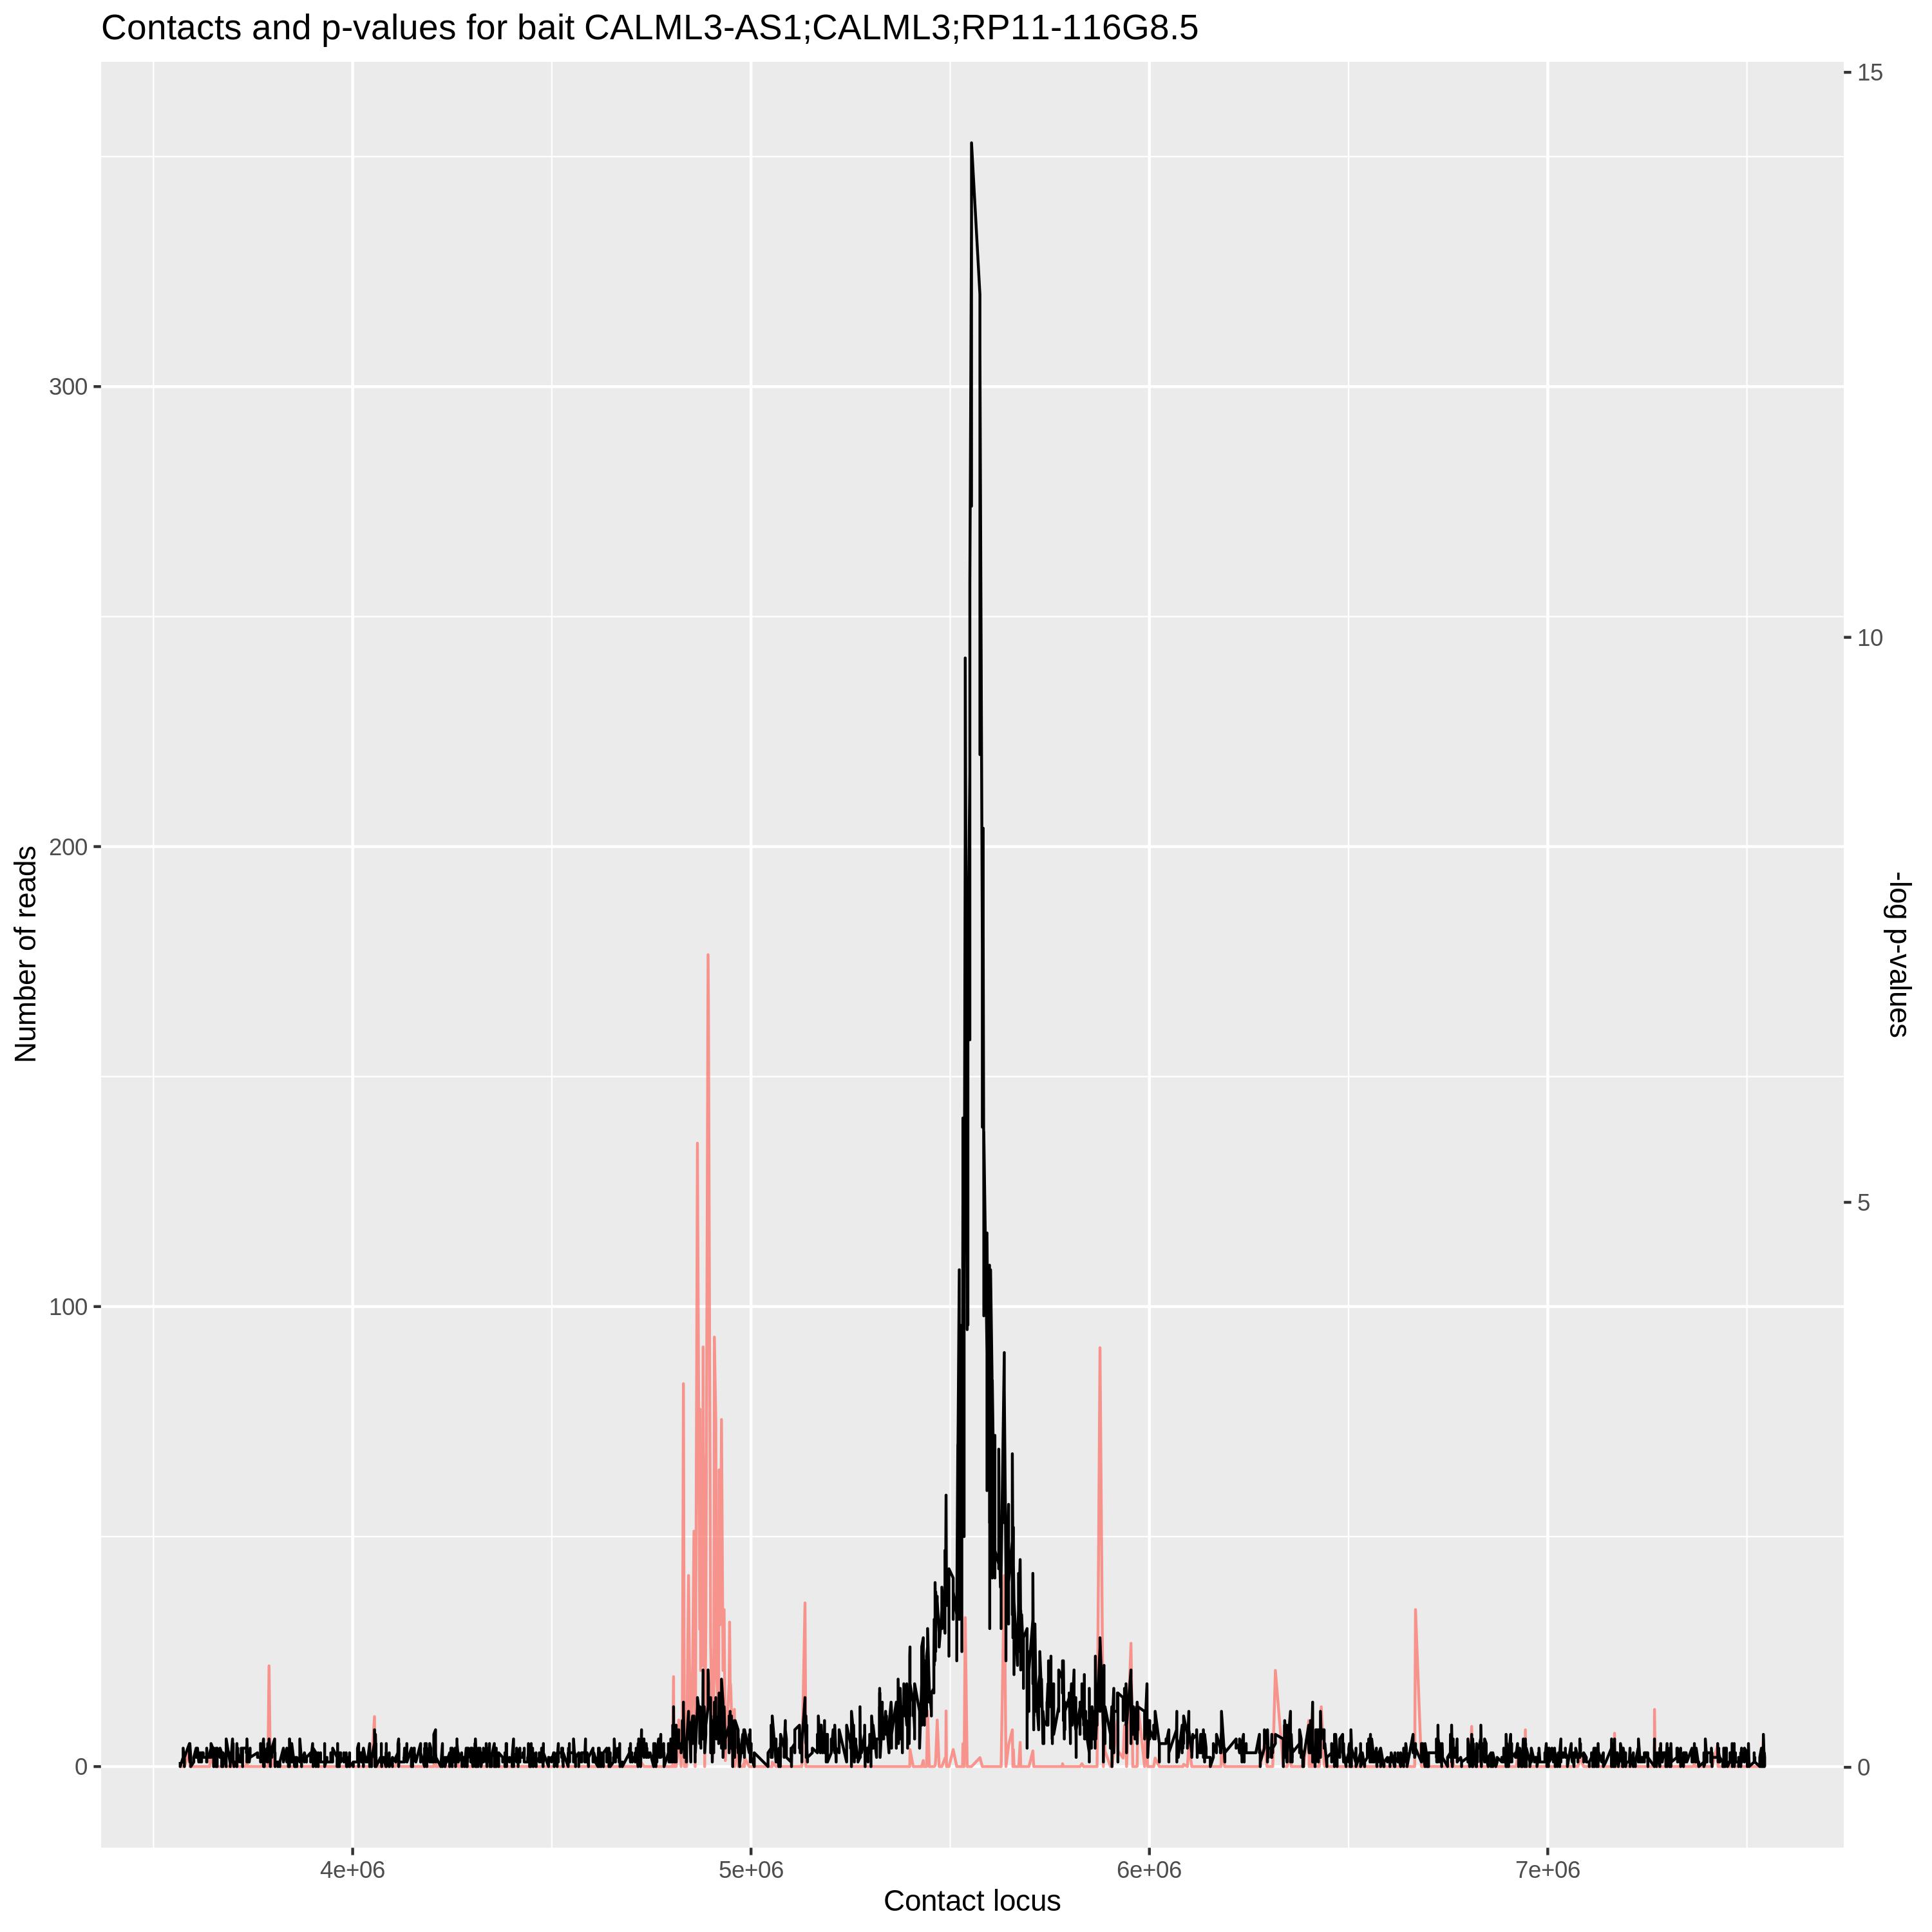 Contacts and p-values for bait CALML3-AS1;CALML3;RP11-116G8.5
15
300
10
200
Number of reads
-log p-values
5
100
0
0
4e+06
5e+06
6e+06
7e+06
Contact locus